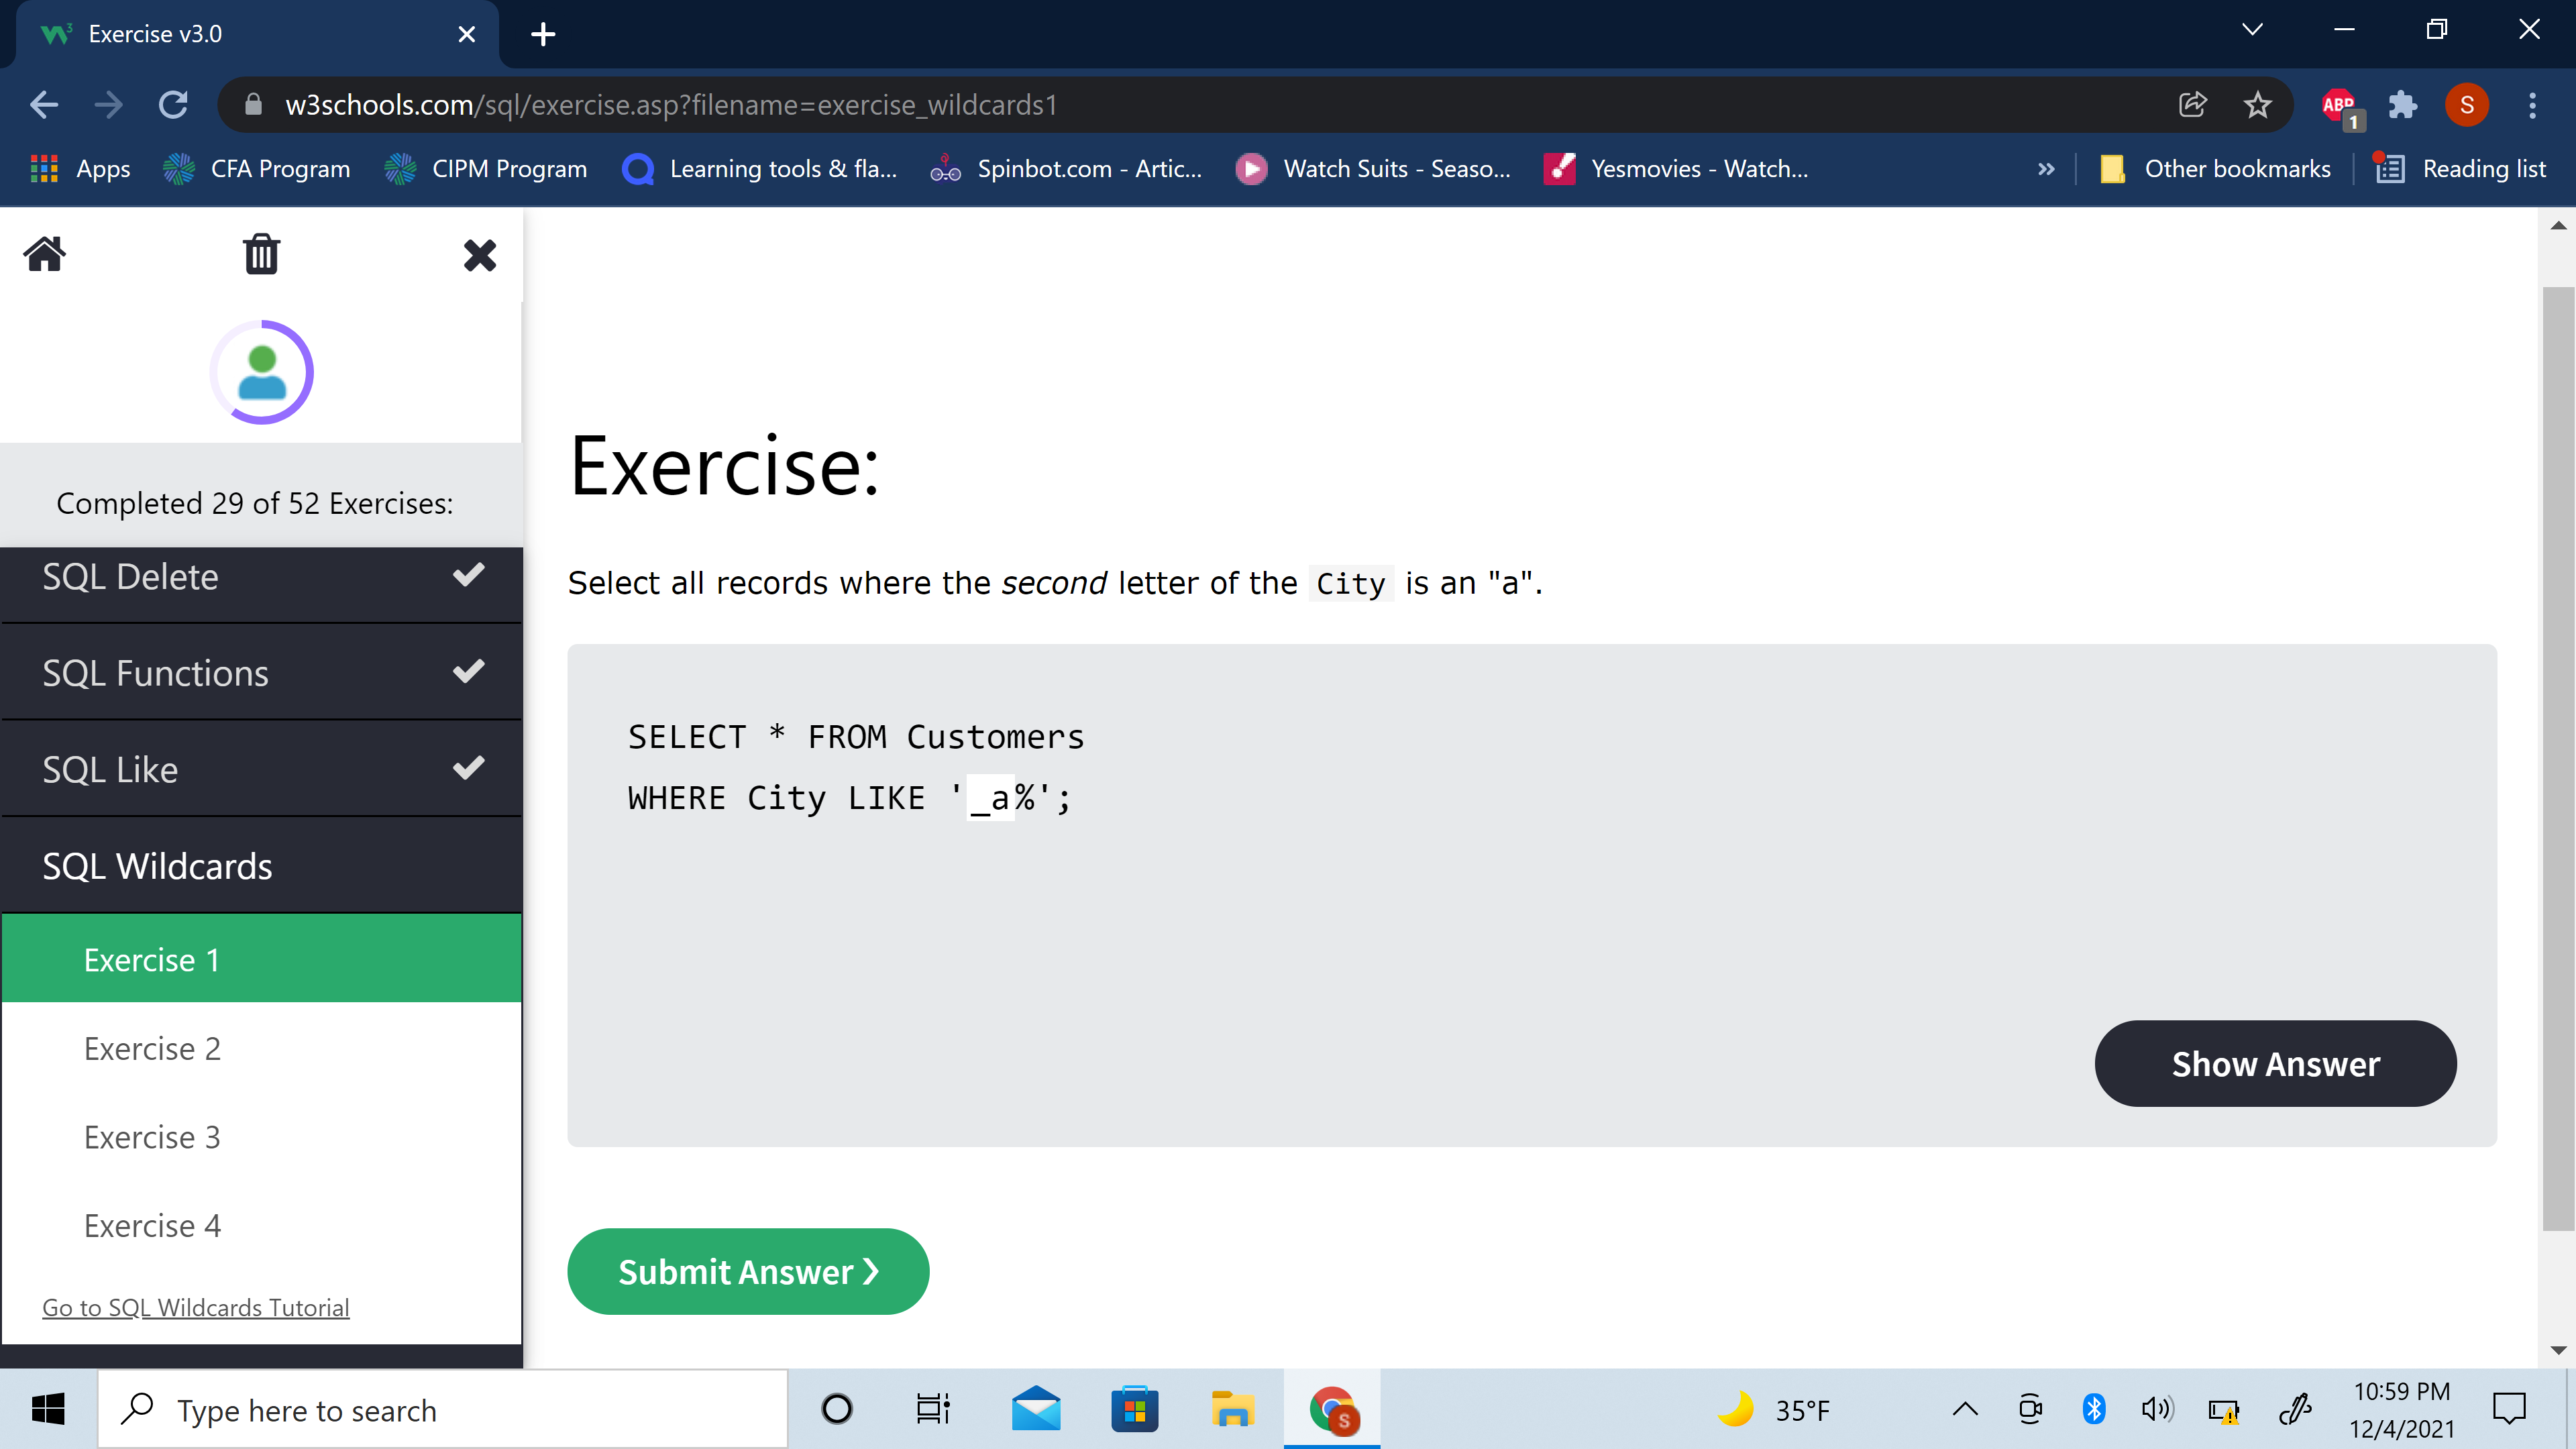 Exercise v3.0
w3schools.com/sql/exercise.asp?filename=exercise_wildcards1
ABP
1
S
Apps
CFA Program
CIPM Program
Learning tools & fla...
Spinbot.com - Artic...
Watch Suits - Seaso...
Yesmovies - Watch...
»
Other bookmarks
Reading list
Completed 29 of 52 Exercises:
SQL Delete
SQL Functions
SQL Like
SQL Wildcards
Exercise 1
Exercise 2
Exercise 3
Exercise 4
Go to SQL Wildcards Tutorial
Exercise:
Select all records where the second letter of the City is an "a".
SELECT * FROM Customers
WHERE City LIKE '_a%';
Show Answer
Submit Answer ❯
Type here to search
S
35°F
10:59 PM
12/4/2021